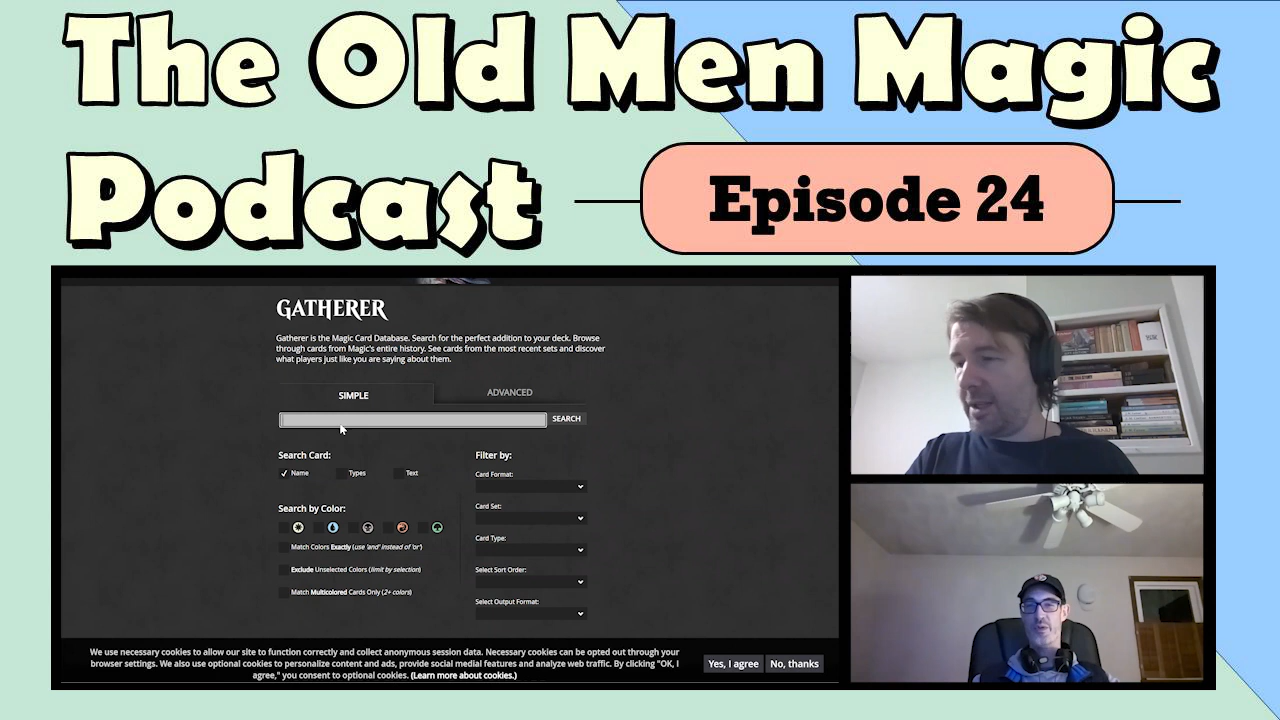 The Old Men Magic
Podcast
Episode 24
GATHERER
Gatherer is the Magic Card Database. Search for the perfect addition to your deck. Browse
through cards from Magic's entire history. See cards from the most recent sets and discover
what players just like you are saying about them.
SIMPLE
ADVANCED
SEARCH
Search Card:
Name
Types
Text
Search by Color:
Match Colors Exactly (use 'and' instead of 'or')
Exclude Unselected Colors (limit by selection)
Match Multicolored Cards Only (2+ colors)
Filter by:
Card Format:
Card Set:
Card Type:
Select Sort Order:
Select Output Format:
We use necessary cookies to allow our site to function correctly and collect anonymous session data. Necessary cookies can be opted out through your
browser settings. We also use optional cookies to personalize content and ads, provide social medial features and analyze web traffic. By clicking "OK, I
agree," you consent to optional cookies. (Learn more about cookies.)
Yes, I agree
No, thanks